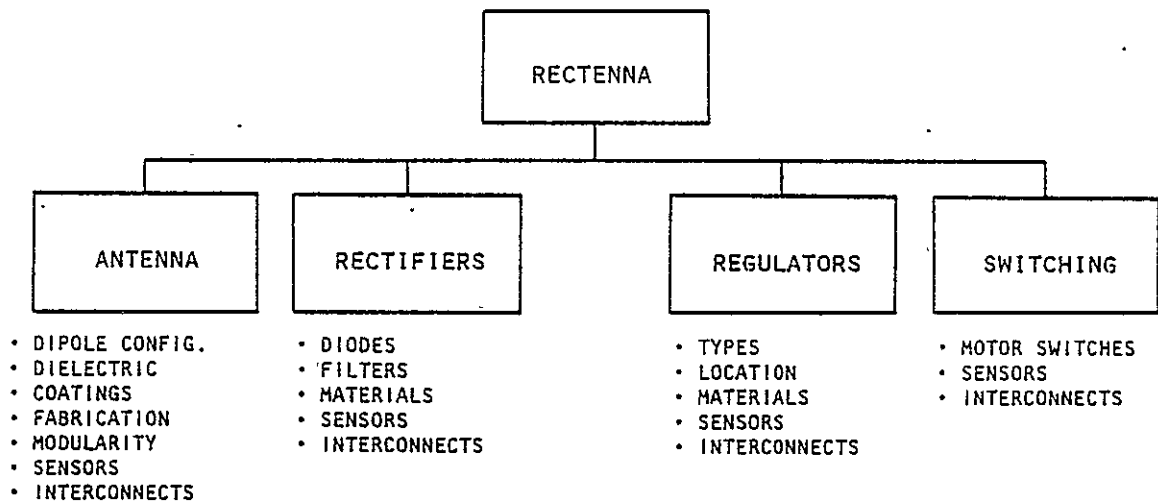 RECTENNA
ANTENNA
RECTIFIERS
REGULATORS
SWITCHING
• DIPOLE CONFIG.
• DIELECTRIC
• COATINGS
• FABRICATION
• MODULARITY
• SENSORS
• INTERCONNECTS
• DIODES
• FILTERS
• MATERIALS
• SENSORS
• INTERCONNECTS
• TYPES
• LOCATION
• MATERIALS
• SENSORS
• INTERCONNECTS
• MOTOR SWITCHES
• SENSORS
• INTERCONNECTS